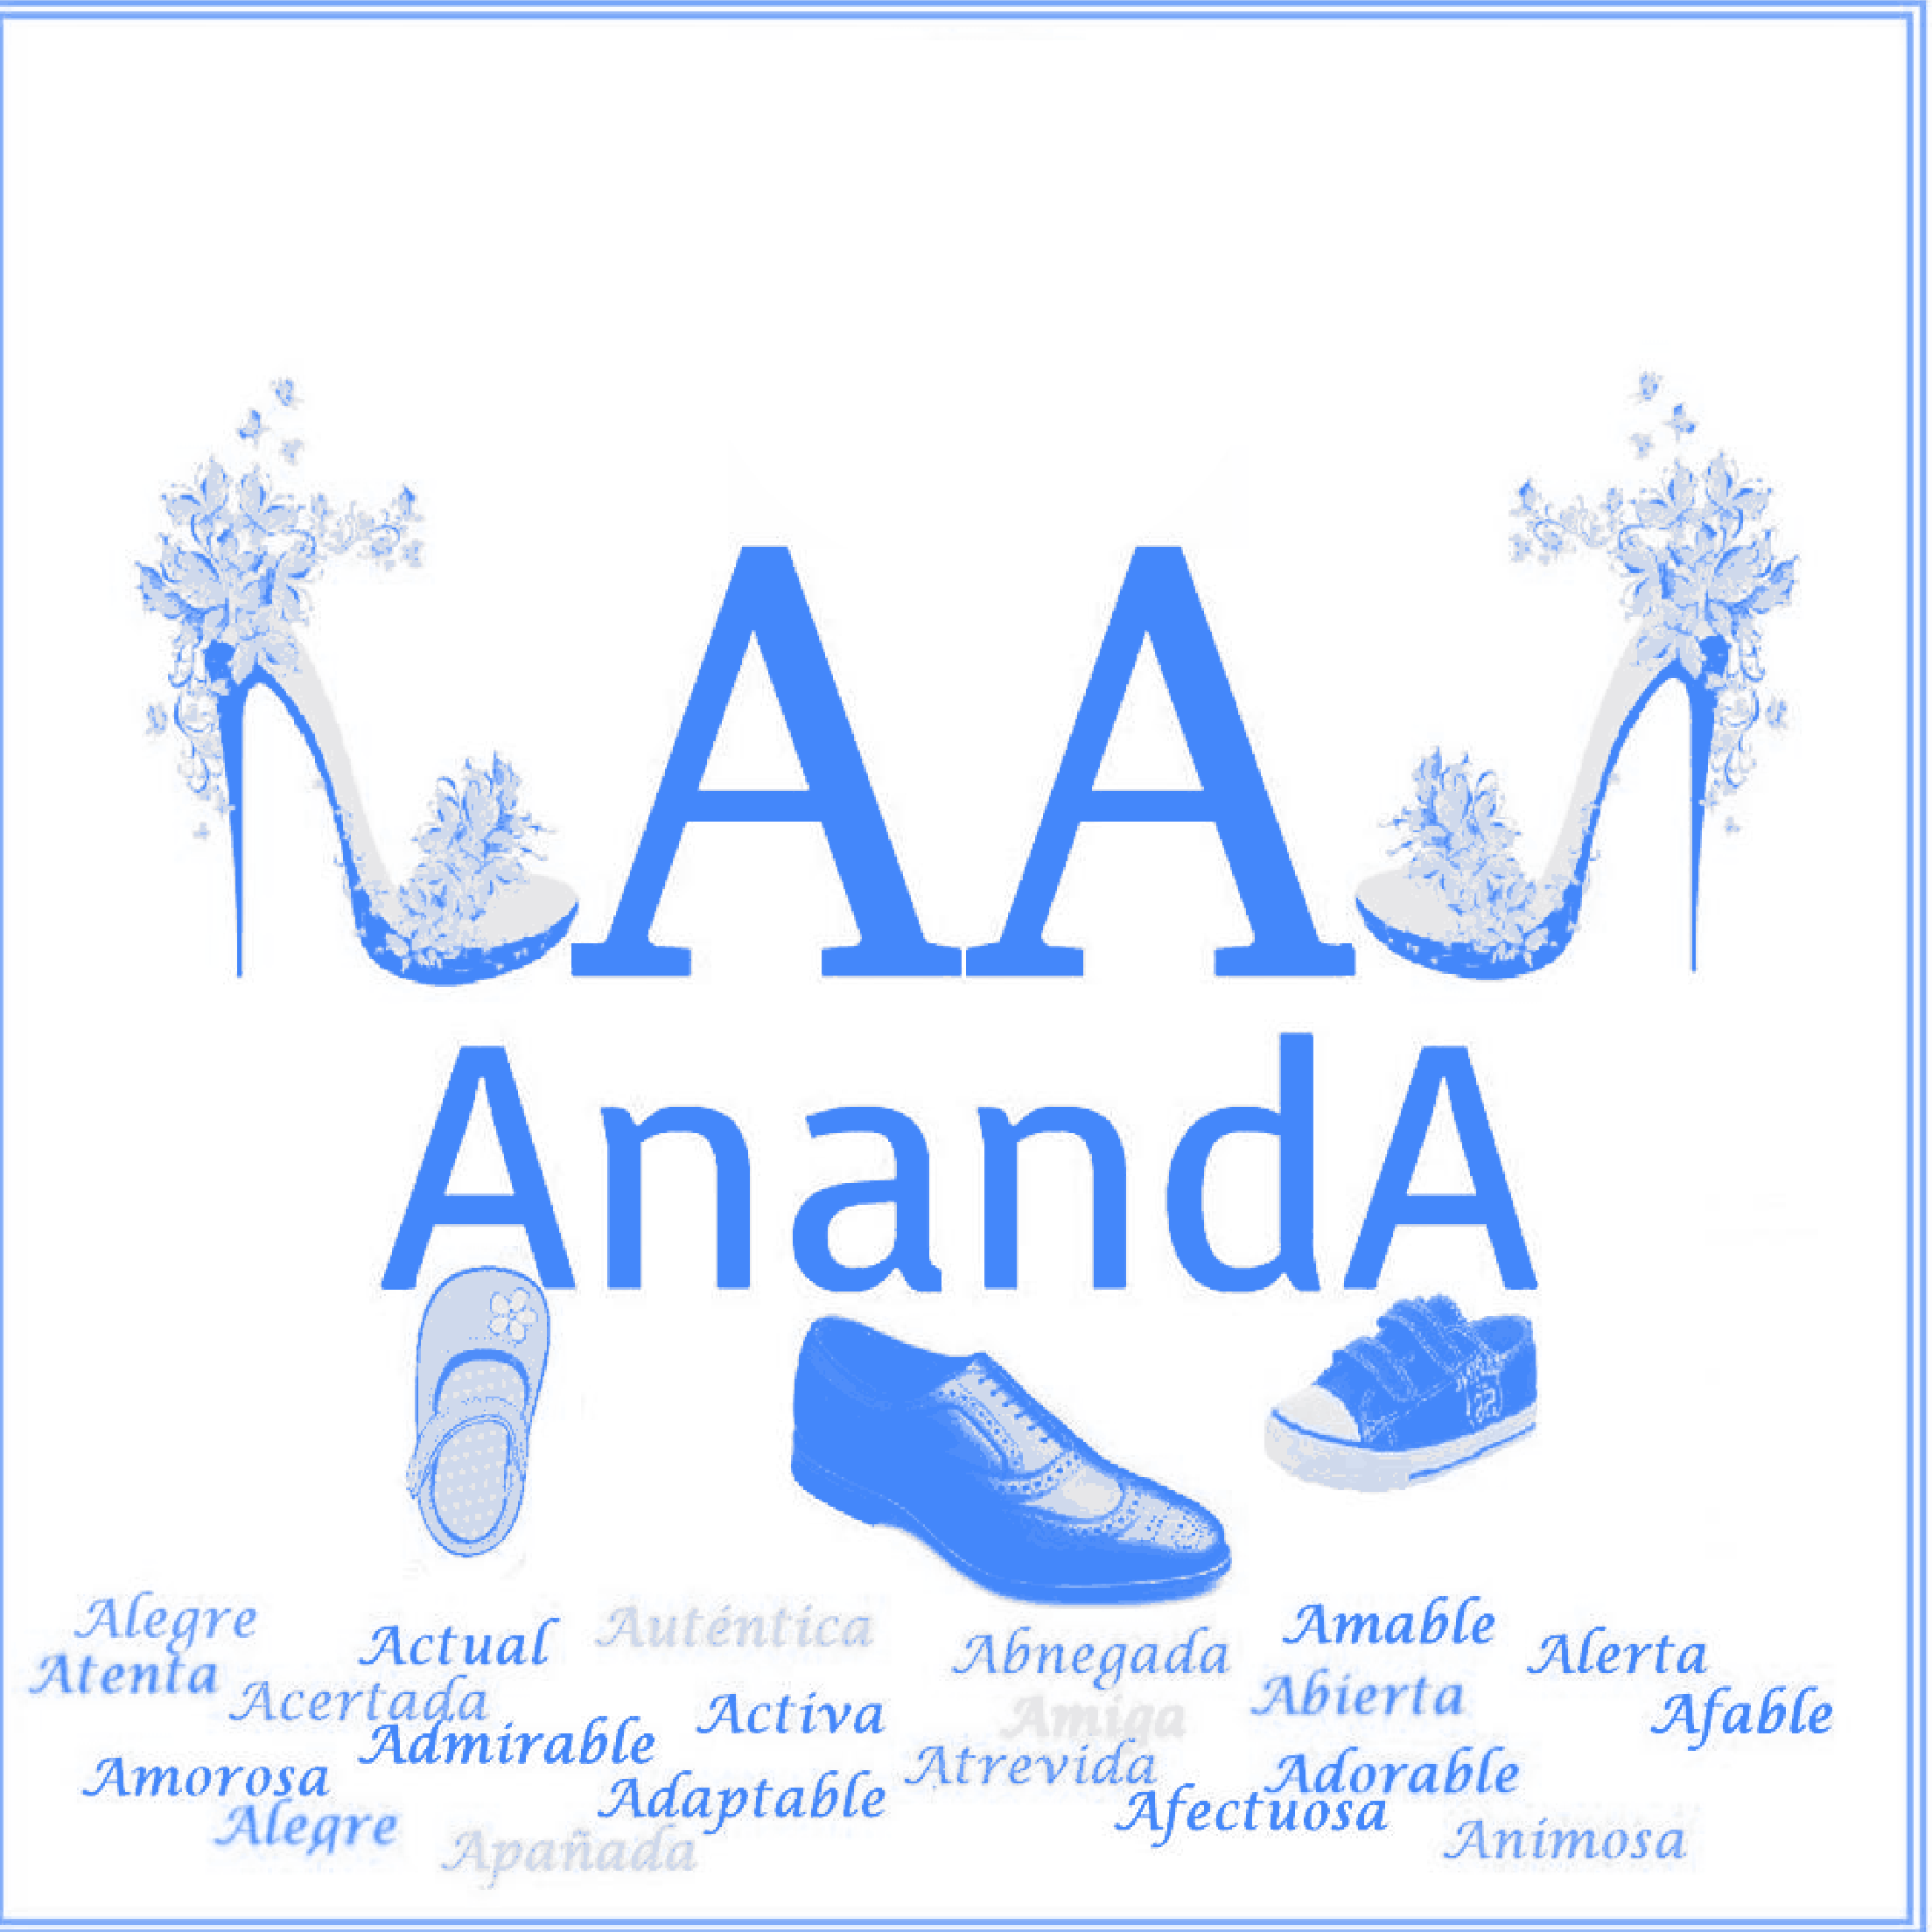 AA
AnandA
Alegre
Actual
Auténtica
Abnegada
Amable
Alerta
Atenta
Acertada
Activa
Amiga
Abierta
Afable
Admirable
Amorosa
Adaptable
Atrevida
Adorable
Afectuosa
Alegre
Apañada
Animosa